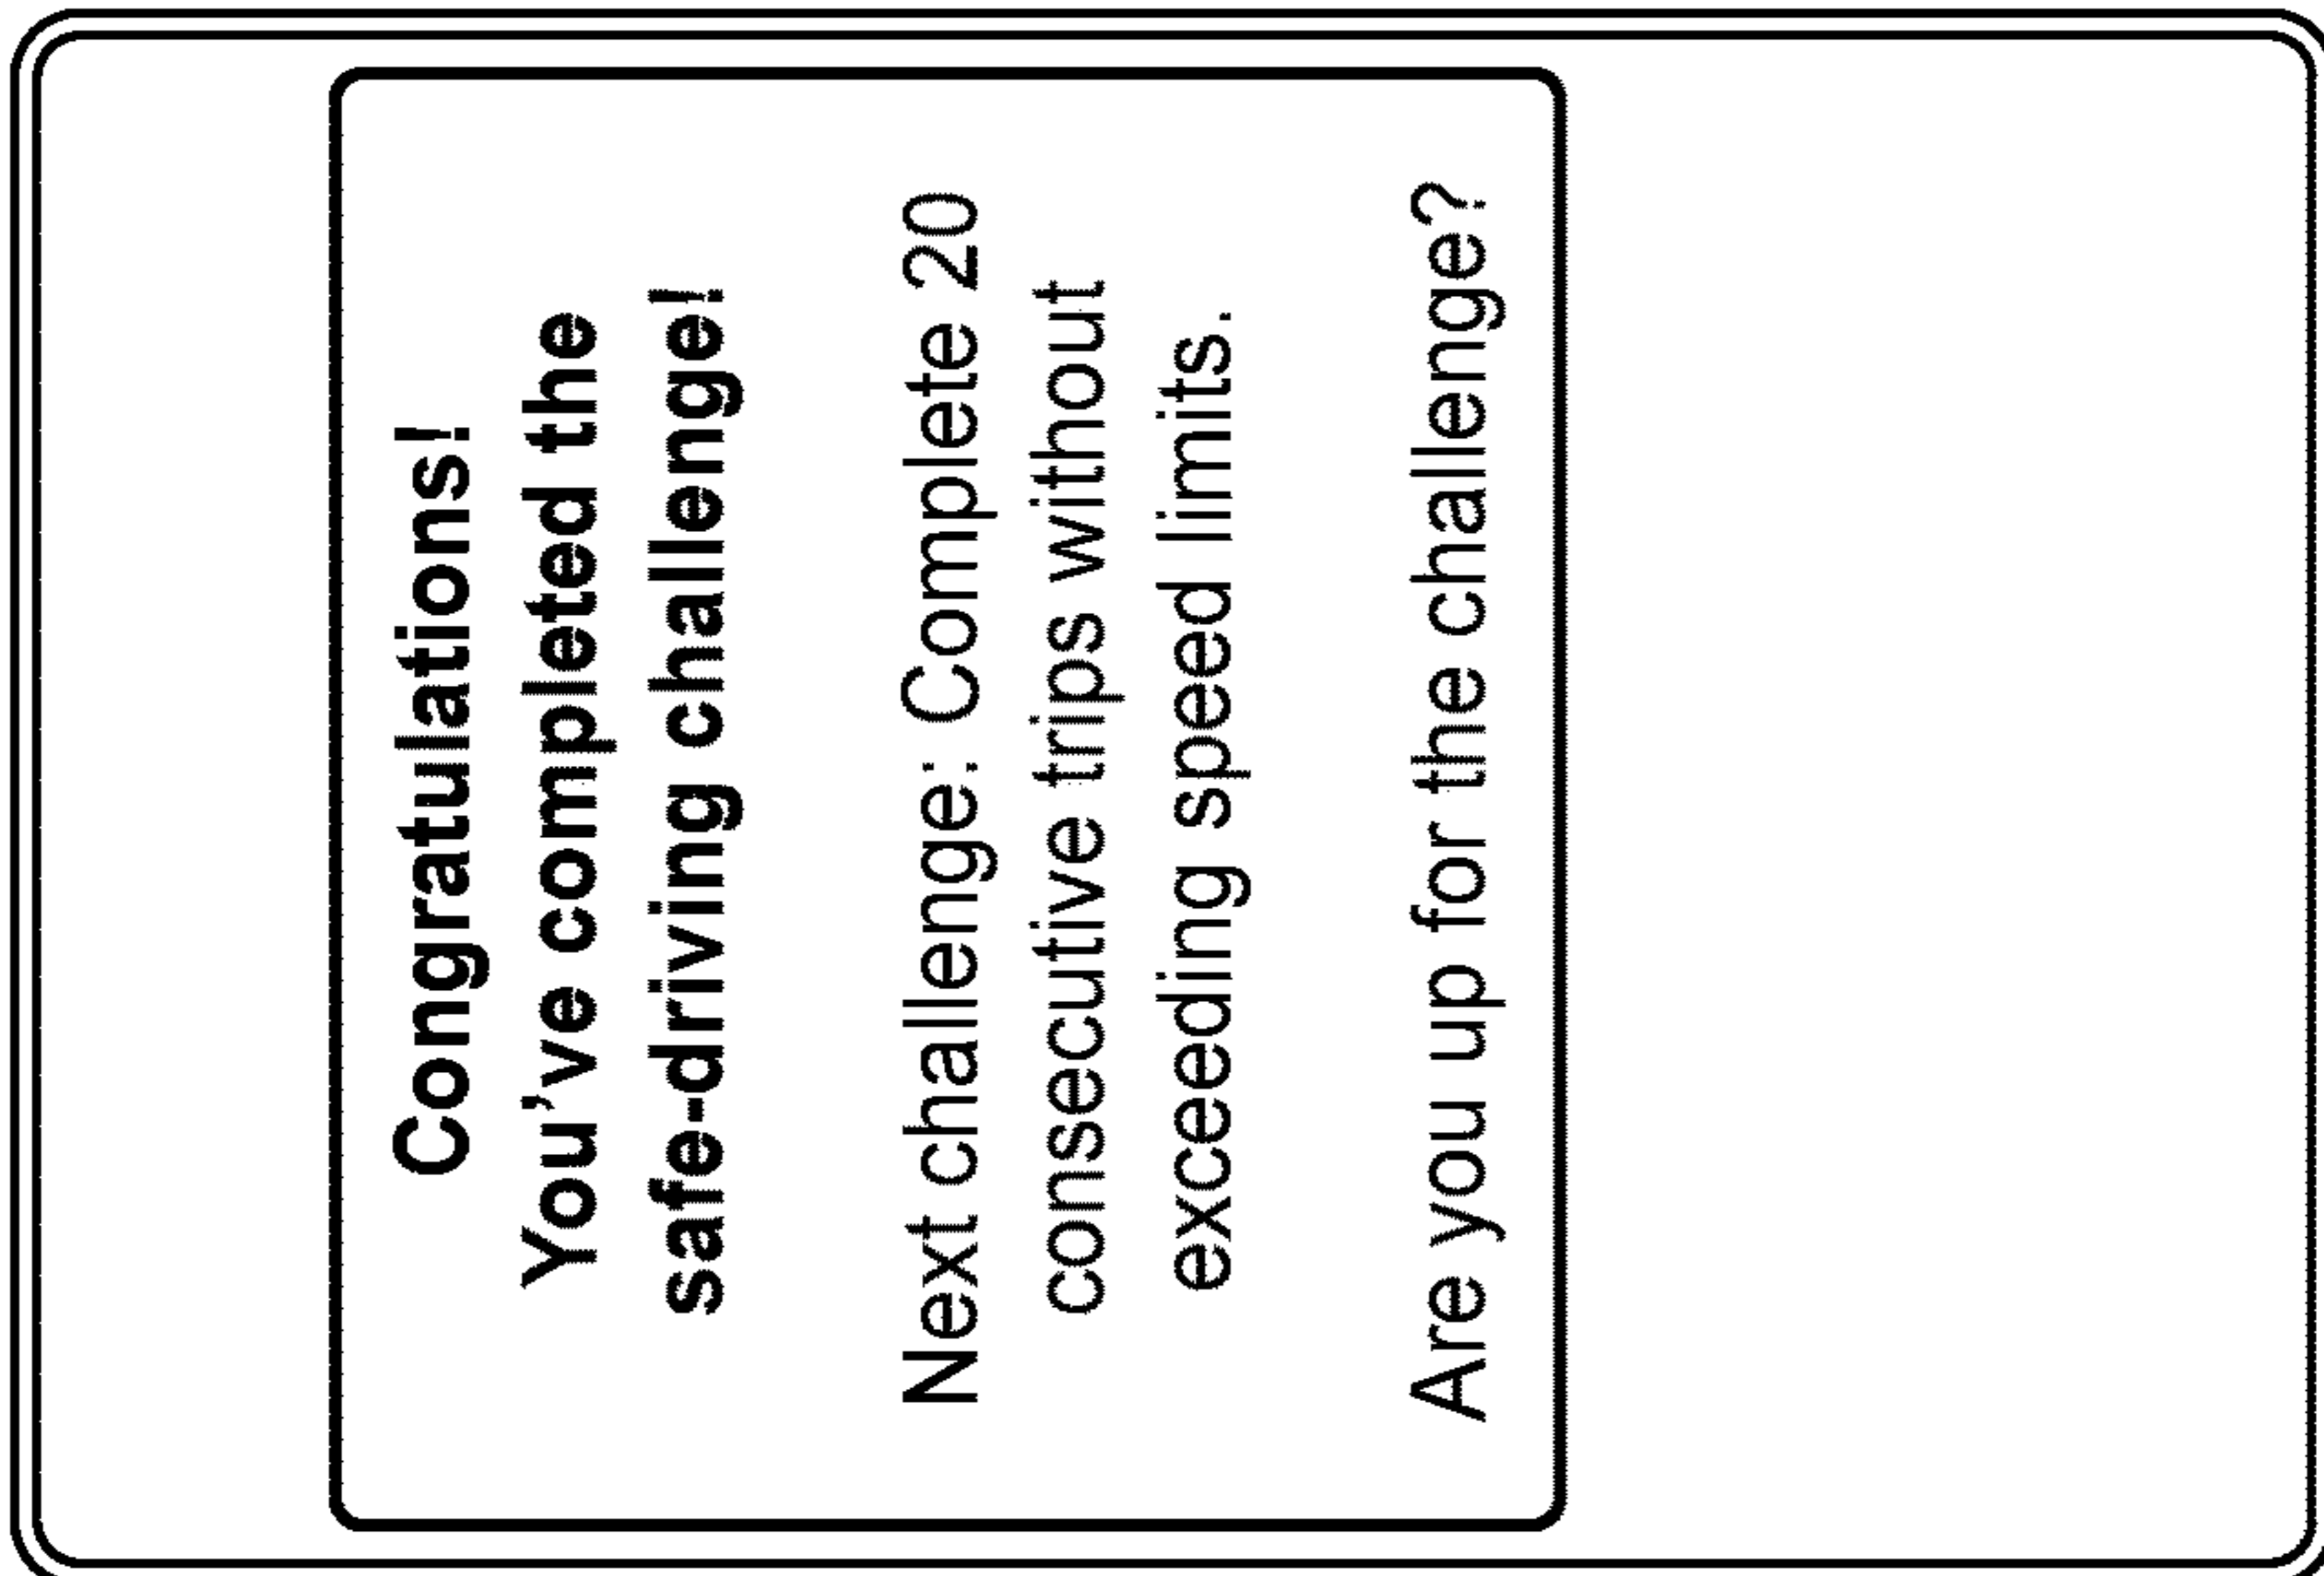 Congratulations!
You've completed the
safe-driving challenge!
Next challenge: Complete 20
consecutive trips without
exceeding speed limits.
Are you up for the challenge?